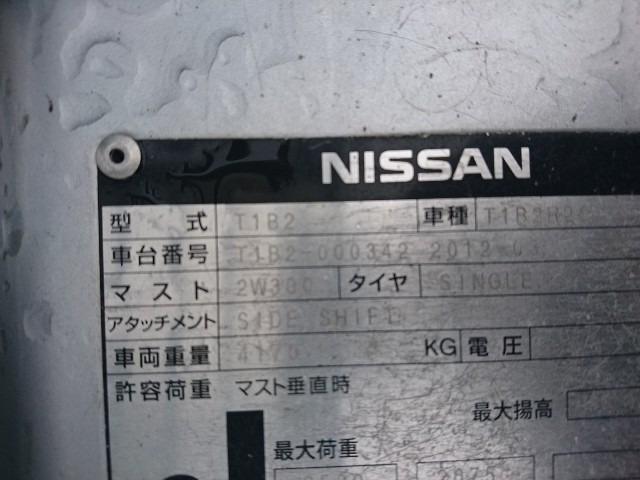 NISSAN
型式 T1B2 車種
車台番号 T1B2-000342 2012
マスト 2W300 タイヤ SINGLE
アタッチメント SIDE SHIFT
車両重量 KG 電圧
許容荷重 マスト垂直時
最大揚高
最大荷重